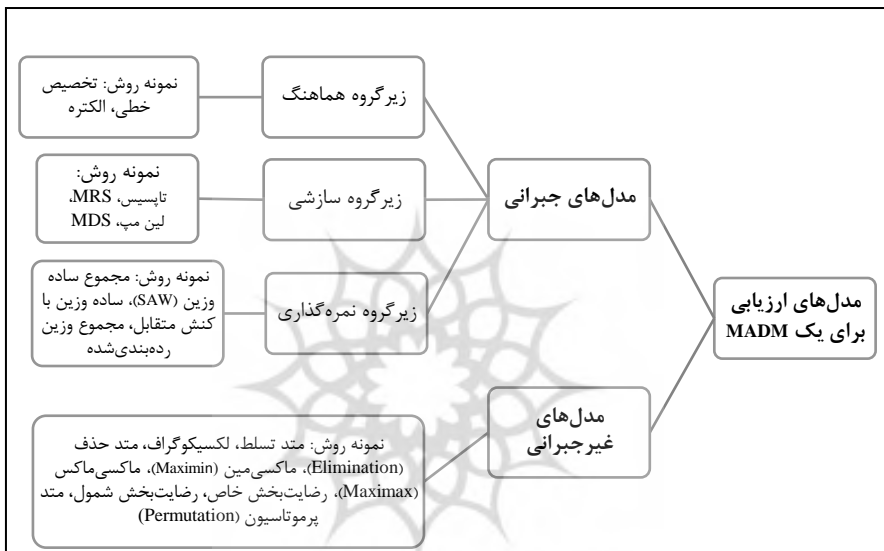 مدل‌های ارزیابی
برای یک MADM
مدل‌های جبرانی
زیرگروه هماهنگ
نمونه روش: تخصیص
خطی، الکتره
زیرگروه سازشی
نمونه روش:
تاپسیس، MRS،
لین مپ، MDS
زیرگروه نمره‌گذاری
نمونه روش: مجموع ساده
وزین (SAW)، ساده وزین با
کنش متقابل، مجموع وزین
رده‌بندی‌شده
مدل‌های
غیرجبرانی
نمونه روش: متد تسلط، لکسیکوگراف، متد حذف
(Elimination)، ماکسی‌مین (Maximin)، ماکسی‌ماکس
(Maximax)، رضایت‌بخش خاص، رضایت‌بخش شمول، متد
پرموتاسیون (Permutation)